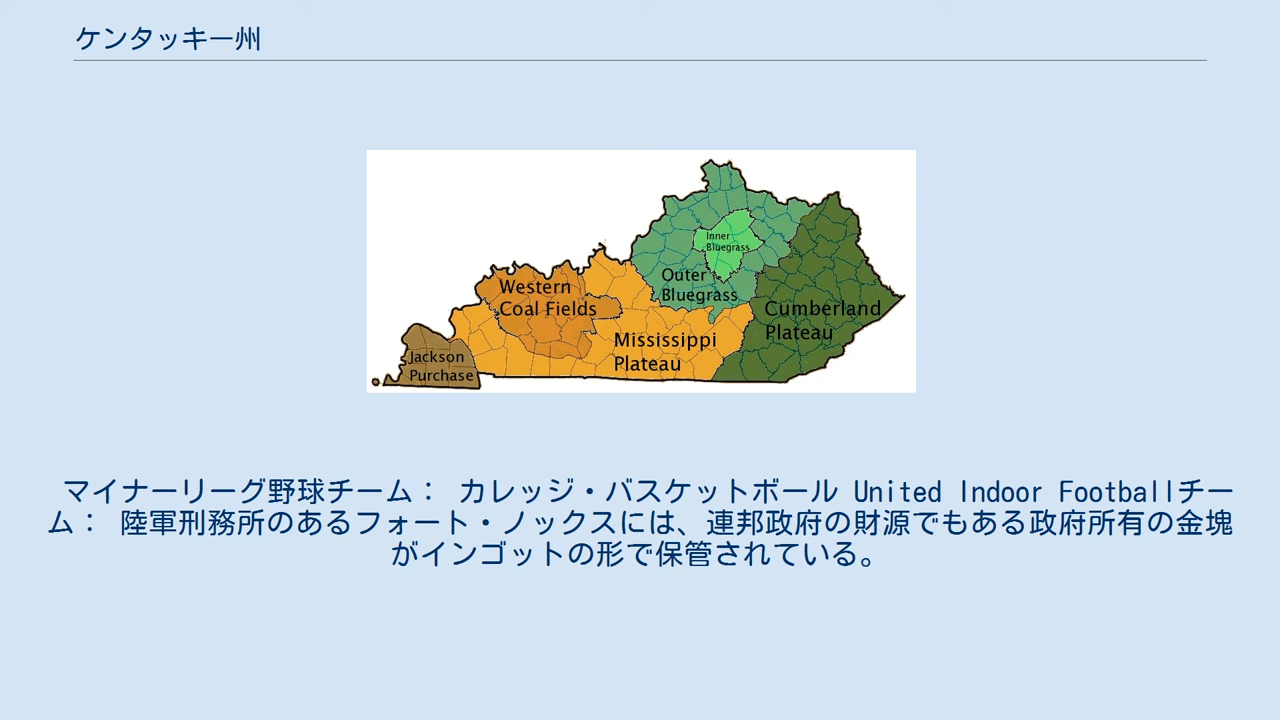 ケンタッキー州
Inner
Bluegrass
Outer
Bluegrass
Western
Coal Fields
Cumberland
Plateau
Mississippi
Plateau
Jackson
Purchase
マイナーリーグ野球チーム： カレッジ・バスケットボール United Indoor Footballチー
ム： 陸軍刑務所のあるフォート・ノックスには、連邦政府の財源でもある政府所有の金塊
がインゴットの形で保管されている。